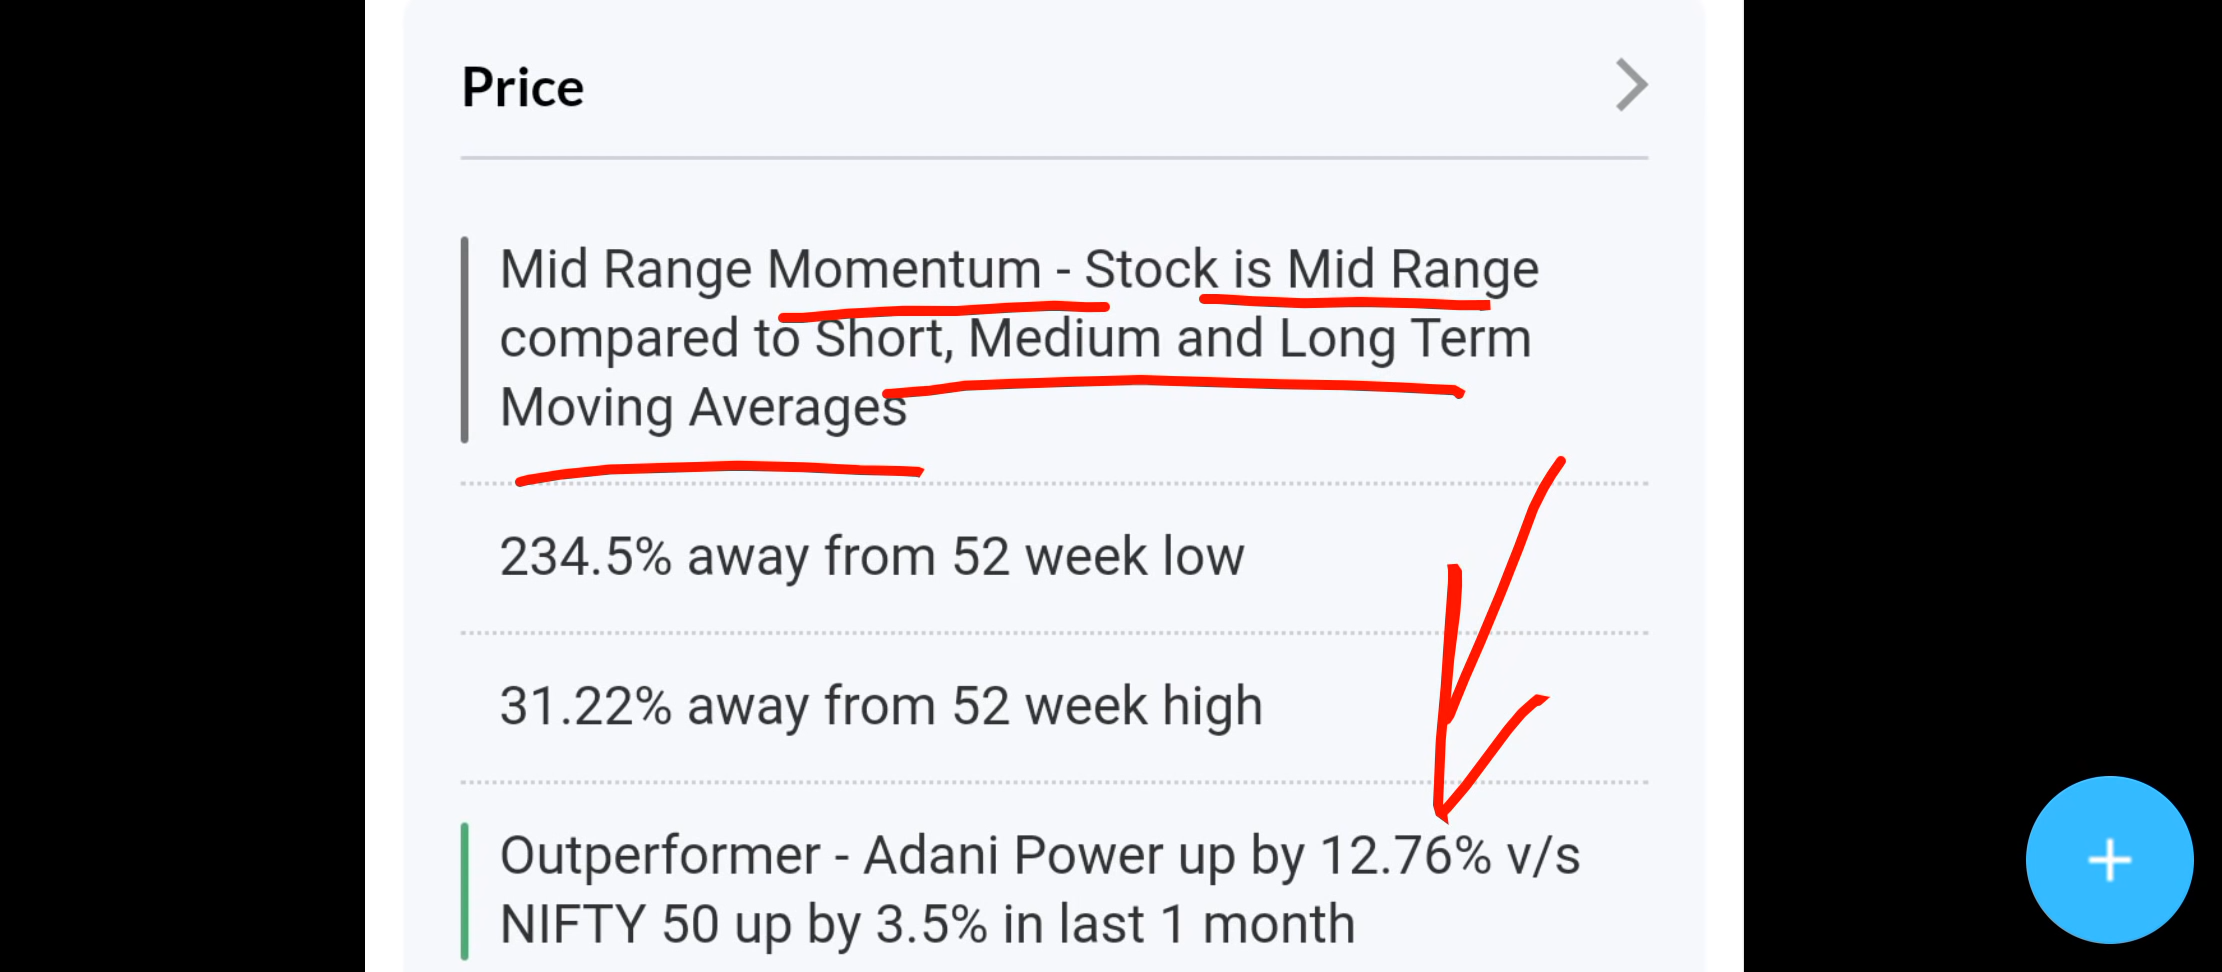 Price
Mid Range Momentum - Stock is Mid Range
compared to Short, Medium and Long Term
Moving Averages
234.5% away from 52 week low
31.22% away from 52 week high
Outperformer - Adani Power up by 12.76% v/s
NIFTY 50 up by 3.5% in last 1 month